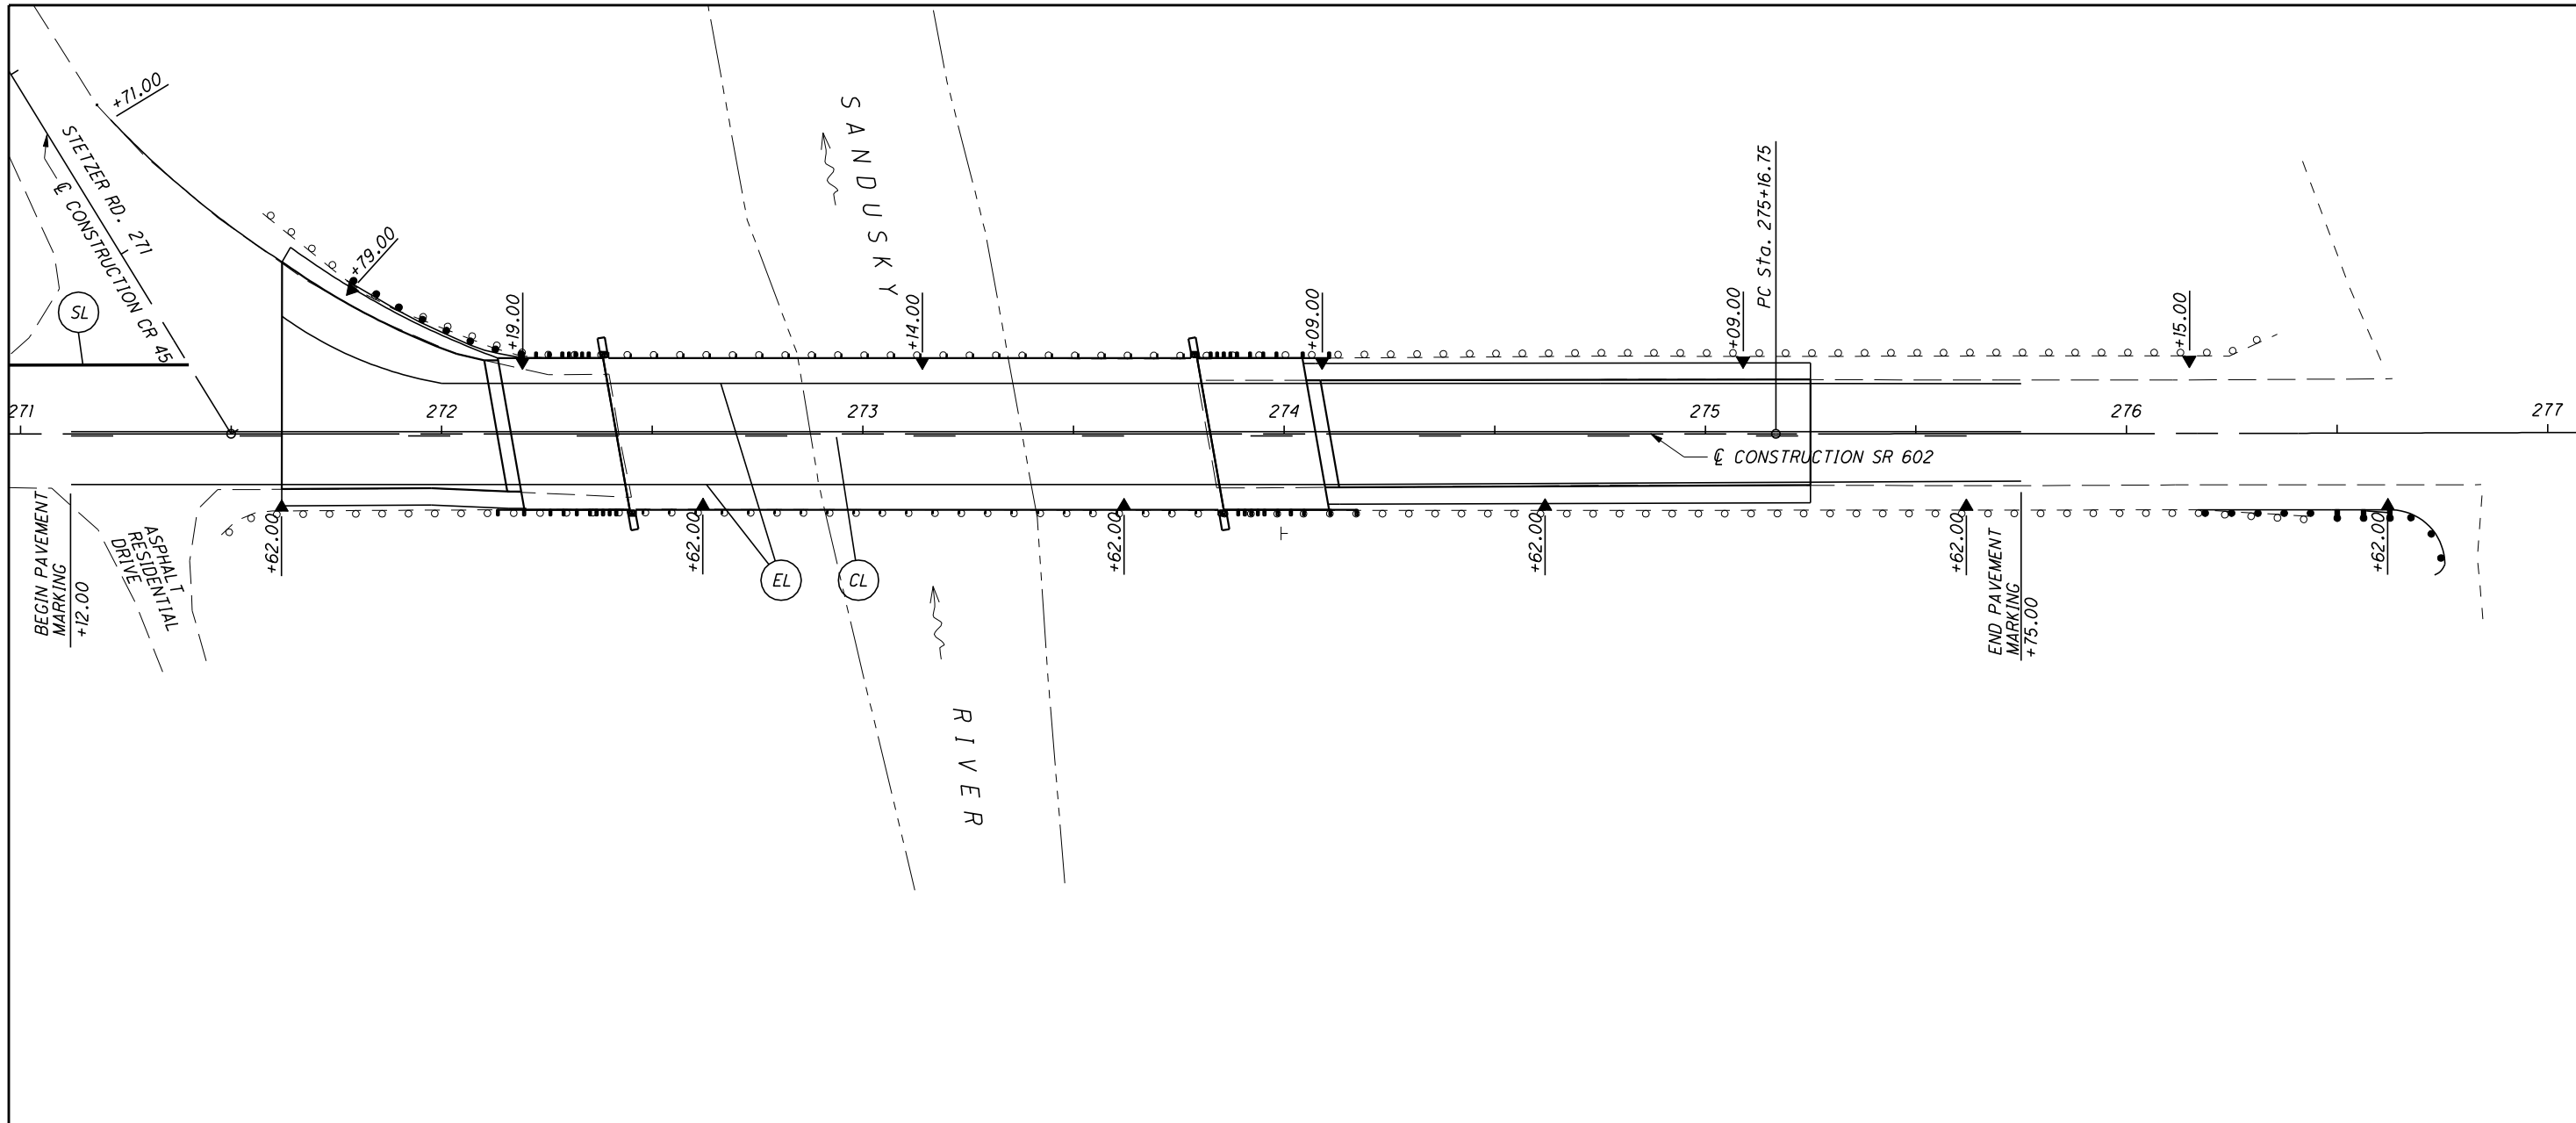 +71.00
STETZER RD. 271
℄ CONSTRUCTION CR 45
SL
+79.00
+19.00
+14.00
+09.00
+09.00
PC Sta. 275+16.75
+15.00
SANDUSKY
271
272
273
274
275
276
277
℄ CONSTRUCTION SR 602
BEGIN PAVEMENT
MARKING
+12.00
ASPHALT
RESIDENTIAL
DRIVE
+62.00
+62.00
EL
CL
+62.00
+62.00
+62.00
END PAVEMENT
MARKING
+75.00
+62.00
RIVER